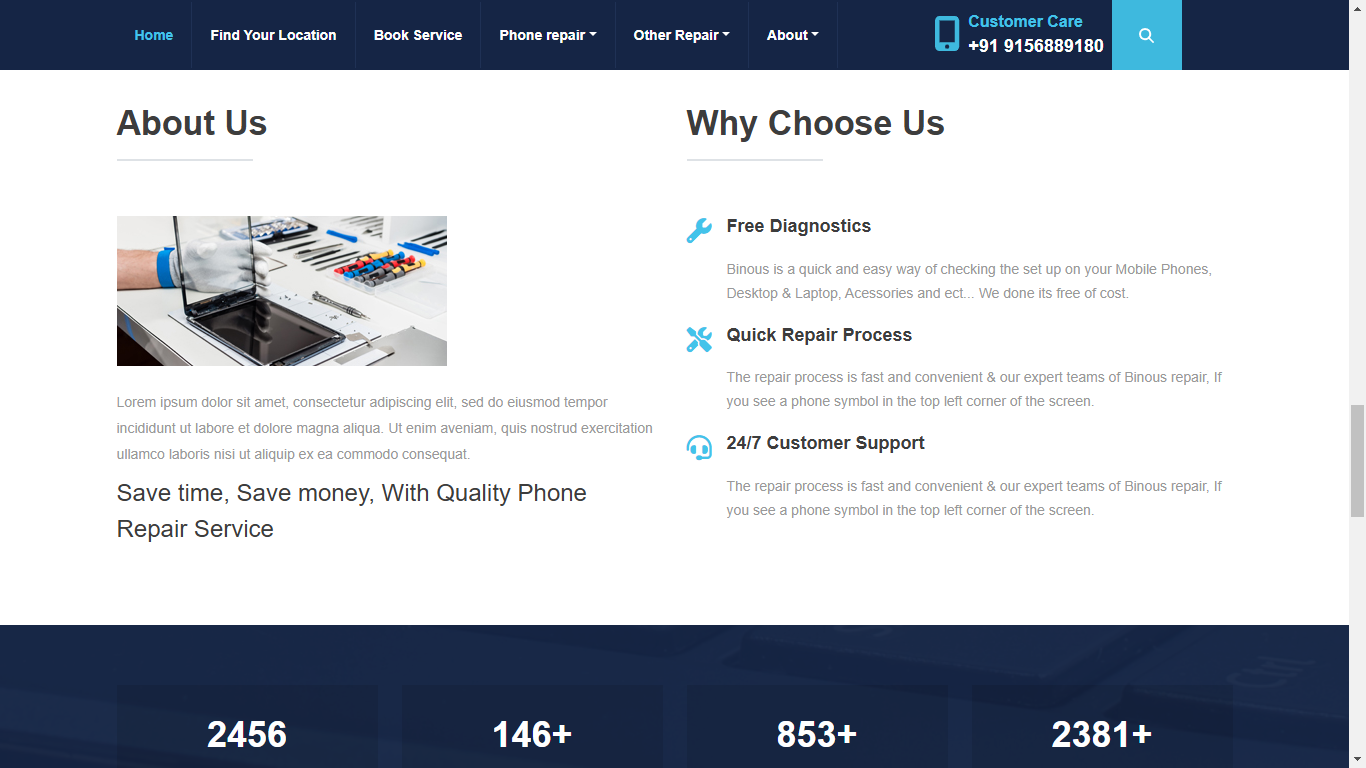 Home
Find Your Location
Book Service
Phone repair
Other Repair
About
Customer Care
+91 9156889180
About Us
Lorem ipsum dolor sit amet, consectetur adipiscing elit, sed do eiusmod tempor
incididunt ut labore et dolore magna aliqua. Ut enim aveniam, quis nostrud exercitation
ullamco laboris nisi ut aliquip ex ea commodo consequat.
Save time, Save money, With Quality Phone
Repair Service
Why Choose Us
Free Diagnostics
Binous is a quick and easy way of checking the set up on your Mobile Phones,
Desktop & Laptop, Acessories and ect... We done its free of cost.
Quick Repair Process
The repair process is fast and convenient & our expert teams of Binous repair, If
you see a phone symbol in the top left corner of the screen.
24/7 Customer Support
The repair process is fast and convenient & our expert teams of Binous repair, If
you see a phone symbol in the top left corner of the screen.
Ctrl
2456
146+
853+
2381+